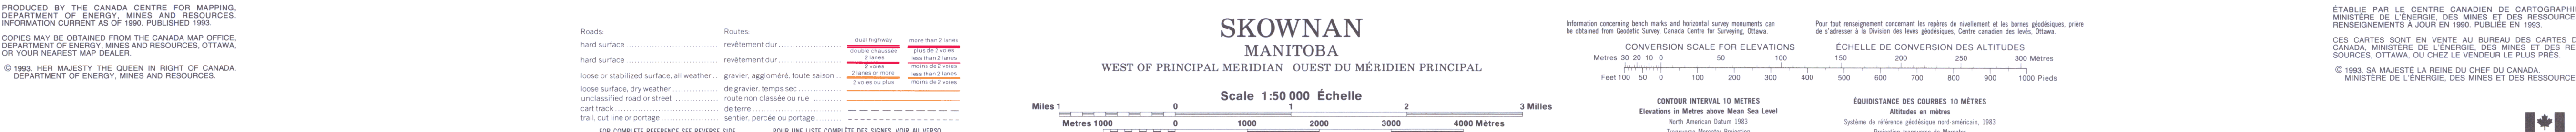 PRODUCED BY THE CANADA CENTRE FOR MAPPING,
DEPARTMENT OF ENERGY, MINES AND RESOURCES.
INFORMATION CURRENT AS OF 1990. PUBLISHED 1993.
COPIES MAY BE OBTAINED FROM THE CANADA MAP OFFICE,
DEPARTMENT OF ENERGY, MINES AND RESOURCES, OTTAWA,
OR YOUR NEAREST MAP DEALER.
© 1993. HER MAJESTY THE QUEEN IN RIGHT OF CANADA.
DEPARTMENT OF ENERGY, MINES AND RESOURCES.
Roads: Routes:
dual highway more than 2 lanes
hard surface revêtement dur
double chaussée plus de 2 voies
2 lanes less than 2 lanes
hard surface revêtement dur
2 voies moins de 2 voies
2 lanes or more less than 2 lanes
loose or stabilized surface, all weather gravier, aggloméré, toute saison
2 voies ou plus moins de 2 voies
loose surface, dry weather de gravier, temps sec
unclassified road or street route non classée ou rue
cart track de terre
trail, cut line or portage sentier, percée ou portage
FOR COMPLETE REFERENCE SEE REVERSE SIDE POUR UNE LISTE COMPLÈTE DES SIGNES, VOIR AU VERSO
SKOWNAN
MANITOBA
WEST OF PRINCIPAL MERIDIAN OUEST DU MÉRIDIEN PRINCIPAL
Scale 1:50 000 Échelle
Miles 1 0 1 2 3 Milles
Metres 1000 0 1000 2000 3000 4000 Mètres
Information concerning bench marks and horizontal survey monuments can
be obtained from Geodetic Survey, Canada Centre for Surveying, Ottawa.
Pour tout renseignement concernant les repères de nivellement et les bornes géodésiques, prière
de s'adresser à la Division des levés géodésiques, Centre canadien des levés, Ottawa.
CONVERSION SCALE FOR ELEVATIONS ÉCHELLE DE CONVERSION DES ALTITUDES
Metres 30 20 10 0 50 100 150 200 250 300 Mètres
Feet 100 50 0 100 200 300 400 500 600 700 800 900 1000 Pieds
CONTOUR INTERVAL 10 METRES
Elevations in Metres above Mean Sea Level
North American Datum 1983
Transverse Mercator Projection
ÉQUIDISTANCE DES COURBES 10 MÈTRES
Altitudes en mètres
Système de référence géodésique nord-américain, 1983
Projection transverse de Mercator
ÉTABLIE PAR LE CENTRE CANADIEN DE CARTOGRAPHI
MINISTÈRE DE L'ÉNERGIE, DES MINES ET DES RESSOURCE
RENSEIGNEMENTS À JOUR EN 1990. PUBLIÉE EN 1993.
CES CARTES SONT EN VENTE AU BUREAU DES CARTES D
CANADA, MINISTÈRE DE L'ÉNERGIE, DES MINES ET DES RE
SOURCES, OTTAWA, OU CHEZ LE VENDEUR LE PLUS PRÈS.
© 1993. SA MAJESTÉ LA REINE DU CHEF DU CANADA.
MINISTÈRE DE L'ÉNERGIE, DES MINES ET DES RESSOURCE